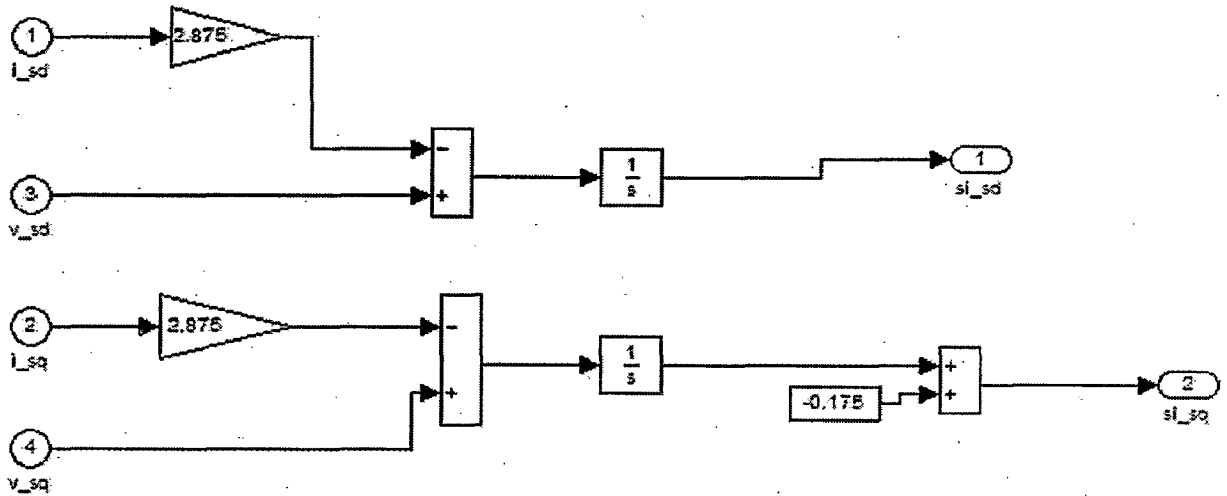 1
2.875
i_sd
-
+
1
s
1
si_sd
3
v_sd
2
2.875
i_sq
-
+
1
s
+
+
-0.175
2
si_sq
4
v_sq